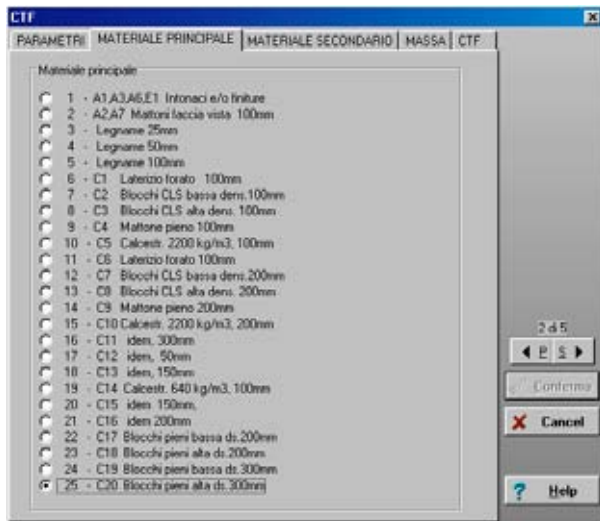 CTF
PARAMETRI MATERIALE PRINCIPALE MATERIALE SECONDARIO MASSA CTF
Materiale principale
1 - A1,A3,A6,E1 Intonaci e/o finiture
2 - A2,A7 Mattoni faccia vista 100mm
3 - Legname 25mm
4 - Legname 50mm
5 - Legname 100mm
6 - C1 Laterizio forato 100mm
7 - C2 Blocchi CLS bassa dens.100mm
8 - C3 Blocchi CLS alta dens. 100mm
9 - C4 Mattone pieno 100mm
10 - C5 Calcestr. 2200 kg/m3, 100mm
11 - C6 Laterizio forato 100mm
12 - C7 Blocchi CLS bassa dens.200mm
13 - C8 Blocchi CLS alta dens. 200mm
14 - C9 Mattone pieno 200mm
15 - C10 Calcestr. 2200 kg/m3, 200mm
16 - C11 idem, 300mm
17 - C12 idem, 50mm
18 - C13 idem, 150mm
19 - C14 Calcestr. 640 kg/m3, 100mm
20 - C15 idem 150mm,
21 - C16 idem 200mm
22 - C17 Blocchi pieni bassa ds.200mm
23 - C18 Blocchi pieni alta ds.200mm
24 - C19 Blocchi pieni bassa ds.300mm
25 - C20 Blocchi pieni alta ds.300mm
2 di 5
P S
Conferma
Cancel
Help